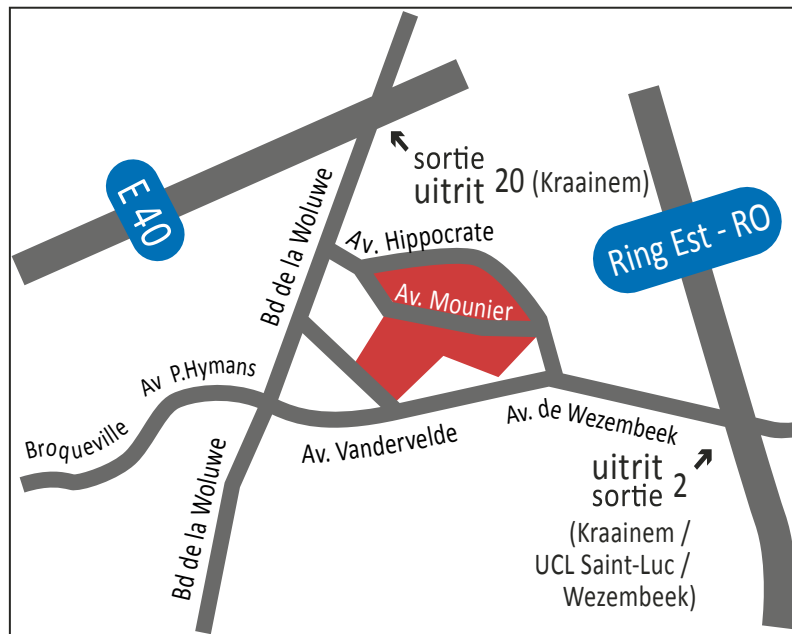 E 40
sortie
uitrit 20 (Kraainem)
Bd de la Woluwe
Av. Hippocrate
Ring Est - RO
Av. Mounier
Av P.Hymans
Broqueville
Av. Vandervelde
Av. de Wezembeek
Bd de la Woluwe
uitrit
sortie 2
(Kraainem /
UCL Saint-Luc /
Wezembeek)